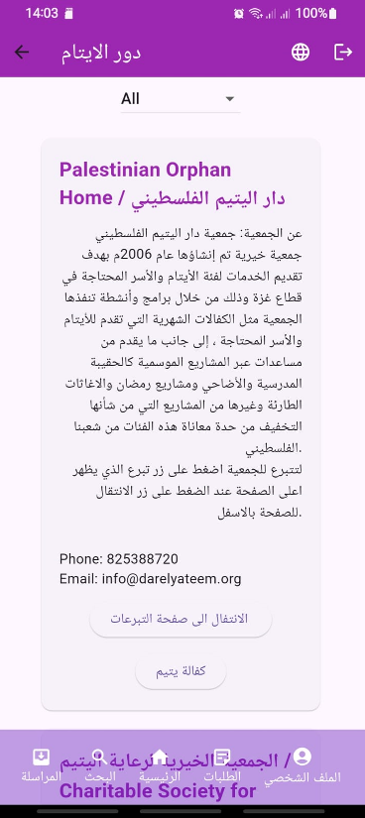 14:03
100%
دور الايتام
All
Palestinian Orphan
Home / دار اليتيم الفلسطيني
عن الجمعية: جمعية دار اليتيم الفلسطيني
جمعية خيرية تم إنشاؤها عام 2006م بهدف
تقديم الخدمات لفئة الأيتام والأسر المحتاجة في
قطاع غزة وذلك من خلال برامج وأنشطة تنفذها
الجمعية مثل الكفالات الشهرية التي تقدم للأيتام
والأسر المحتاجة ، إلى جانب ما يقدم من
مساعدات عبر المشاريع الموسمية كالحقيبة
المدرسية والأضاحي ومشاريع رمضان والاغاثات
الطارئة وغيرها من المشاريع التي من شأنها
التخفيف من حدة معاناة هذه الفئات من شعبنا
الفلسطيني.
لتتبرع للجمعية اضغط على زر تبرع الذي يظهر
اعلى الصفحة عند الضغط على زر الانتقال
للصفحة بالاسفل.
Phone: 825388720
Email: info@darelyateem.org
الانتفال الى صفحة التبرعات
كفالة يتيم
الجمعية الخيرية لرعاية اليتيم /
Charitable Society for
المراسلة
البحث
الرئيسية
الطلبات
الملف الشخصي